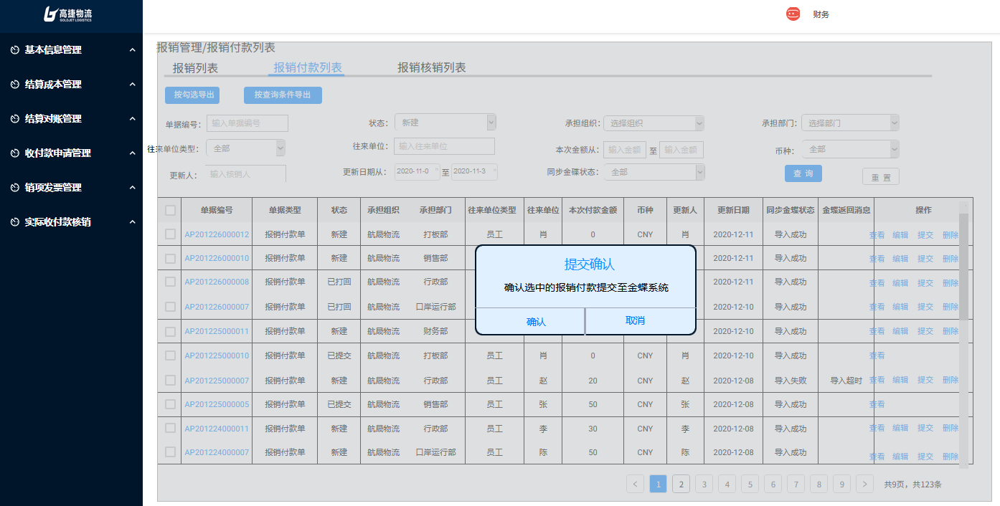 高捷物流
GOLDJET LOGISTICS
财务
基本信息管理
结算成本管理
结算对账管理
收付款申请管理
销项发票管理
实际收付款核销
报销管理/报销付款列表
报销列表 报销付款列表 报销核销列表
按勾选导出 按查询条件导出
单据编号： 输入单据编号 状态： 新建 承担组织： 选择组织 承担部门： 选择部门
往来单位类型： 全部 往来单位： 输入往来单位 本次金额从： 输入金额 至 输入金额 币种： 全部
更新人： 输入核销人 更新日期从： 2020-11-0 至 2020-11-3 同步金蝶状态： 全部 查 询 重 置
单据编号 单据类型 状态 承担组织 承担部门 往来单位类型 往来单位 本次付款金额 币种 更新人 更新日期 同步金蝶状态 金蝶返回消息 操作
AP201226000012 报销付款单 新建 航局物流 打板部 员工 肖 0 CNY 肖 2020-12-11 导入成功 查看 编辑 提交 删除
AP201226000010 报销付款单 新建 航局物流 销售部 2020-12-11 导入成功 查看 编辑 提交 删除
AP201226000008 报销付款单 已打回 航局物流 行政部 2020-12-11 导入成功 查看 编辑 提交 删除
AP201226000007 报销付款单 已打回 航局物流 口岸运行部 2020-12-10 导入成功 查看 编辑 提交 删除
AP201225000011 报销付款单 新建 航局物流 财务部 2020-12-10 导入成功 查看 编辑 提交 删除
AP201225000010 报销付款单 已提交 航局物流 打板部 员工 肖 0 CNY 肖 2020-12-10 导入成功 查看
AP201225000007 报销付款单 新建 航局物流 行政部 员工 赵 20 CNY 赵 2020-12-08 导入失败 导入超时 查看 编辑 提交 删除
AP201225000005 报销付款单 已提交 航局物流 销售部 员工 张 50 CNY 张 2020-12-08 导入成功 查看
AP201224000011 报销付款单 新建 航局物流 行政部 员工 李 30 CNY 李 2020-12-08 导入成功 查看 编辑 提交 删除
AP201224000007 报销付款单 新建 航局物流 口岸运行部 员工 陈 50 CNY 陈 2020-12-08 导入成功 查看 编辑 提交 删除
提交确认
确认选中的报销付款提交至金蝶系统
确认 取消
< 1 2 3 4 5 6 7 8 9 > 共9页，共123条